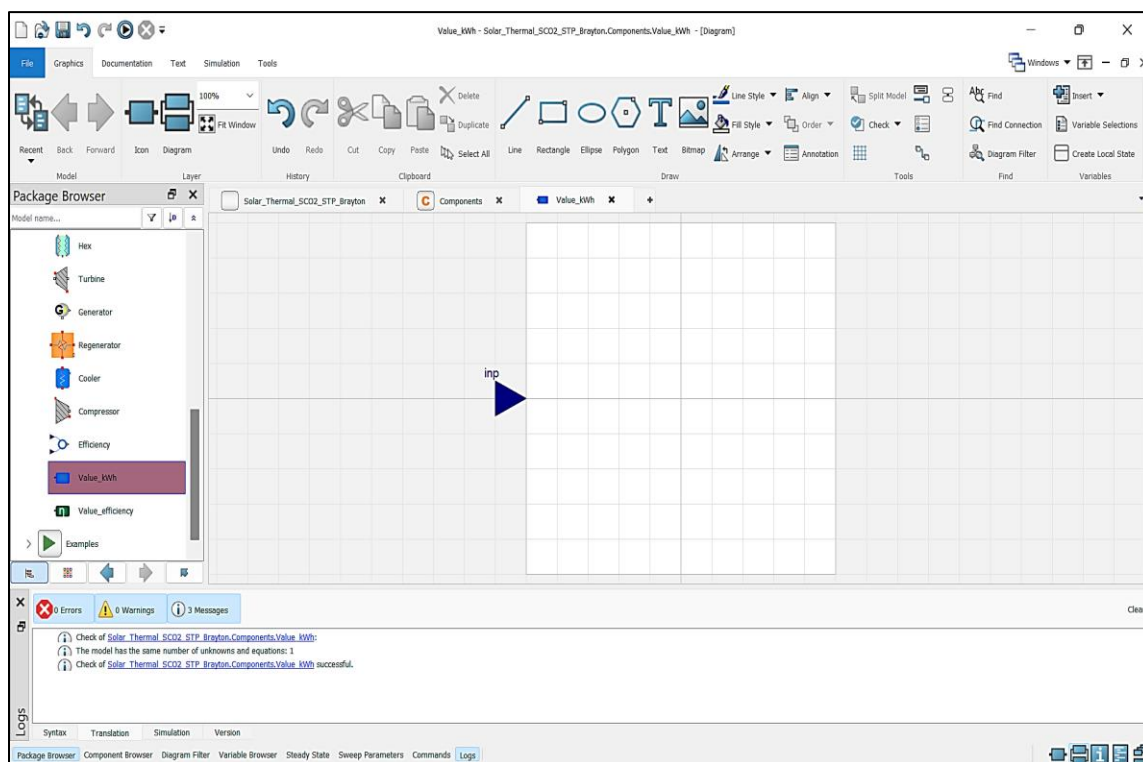 Value_kWh - Solar_Thermal_SCO2_STP_Brayton.Components.Value_kWh - [Diagram]
File Graphics Documentation Text Simulation Tools
Windows
100%
Fit Window
Delete
Duplicate
Select All
Line Style
Fill Style
Arrange
Align
Order
Annotation
Split Model
Check
Find
Find Connection
Diagram Filter
Insert
Variable Selections
Create Local State
Recent Back Forward Icon Diagram Undo Redo Cut Copy Paste Line Rectangle Ellipse Polygon Text Bitmap
Model Layer History Clipboard Draw Tools Find Variables
Package Browser
Model name...
Solar_Thermal_SCO2_STP_Brayton
C Components
Value_kWh
Hex
Turbine
G Generator
Regenerator
Cooler
Compressor
Efficiency
Value_kWh
Value_efficiency
Examples
inp
0 Errors 0 Warnings 3 Messages
Clea
Check of Solar_Thermal_SCO2_STP_Brayton.Components.Value_kWh:
The model has the same number of unknowns and equations: 1
Check of Solar_Thermal_SCO2_STP_Brayton.Components.Value_kWh successful.
Logs
Syntax Translation Simulation Version
Package Browser Component Browser Diagram Filter Variable Browser Steady State Sweep Parameters Commands Logs